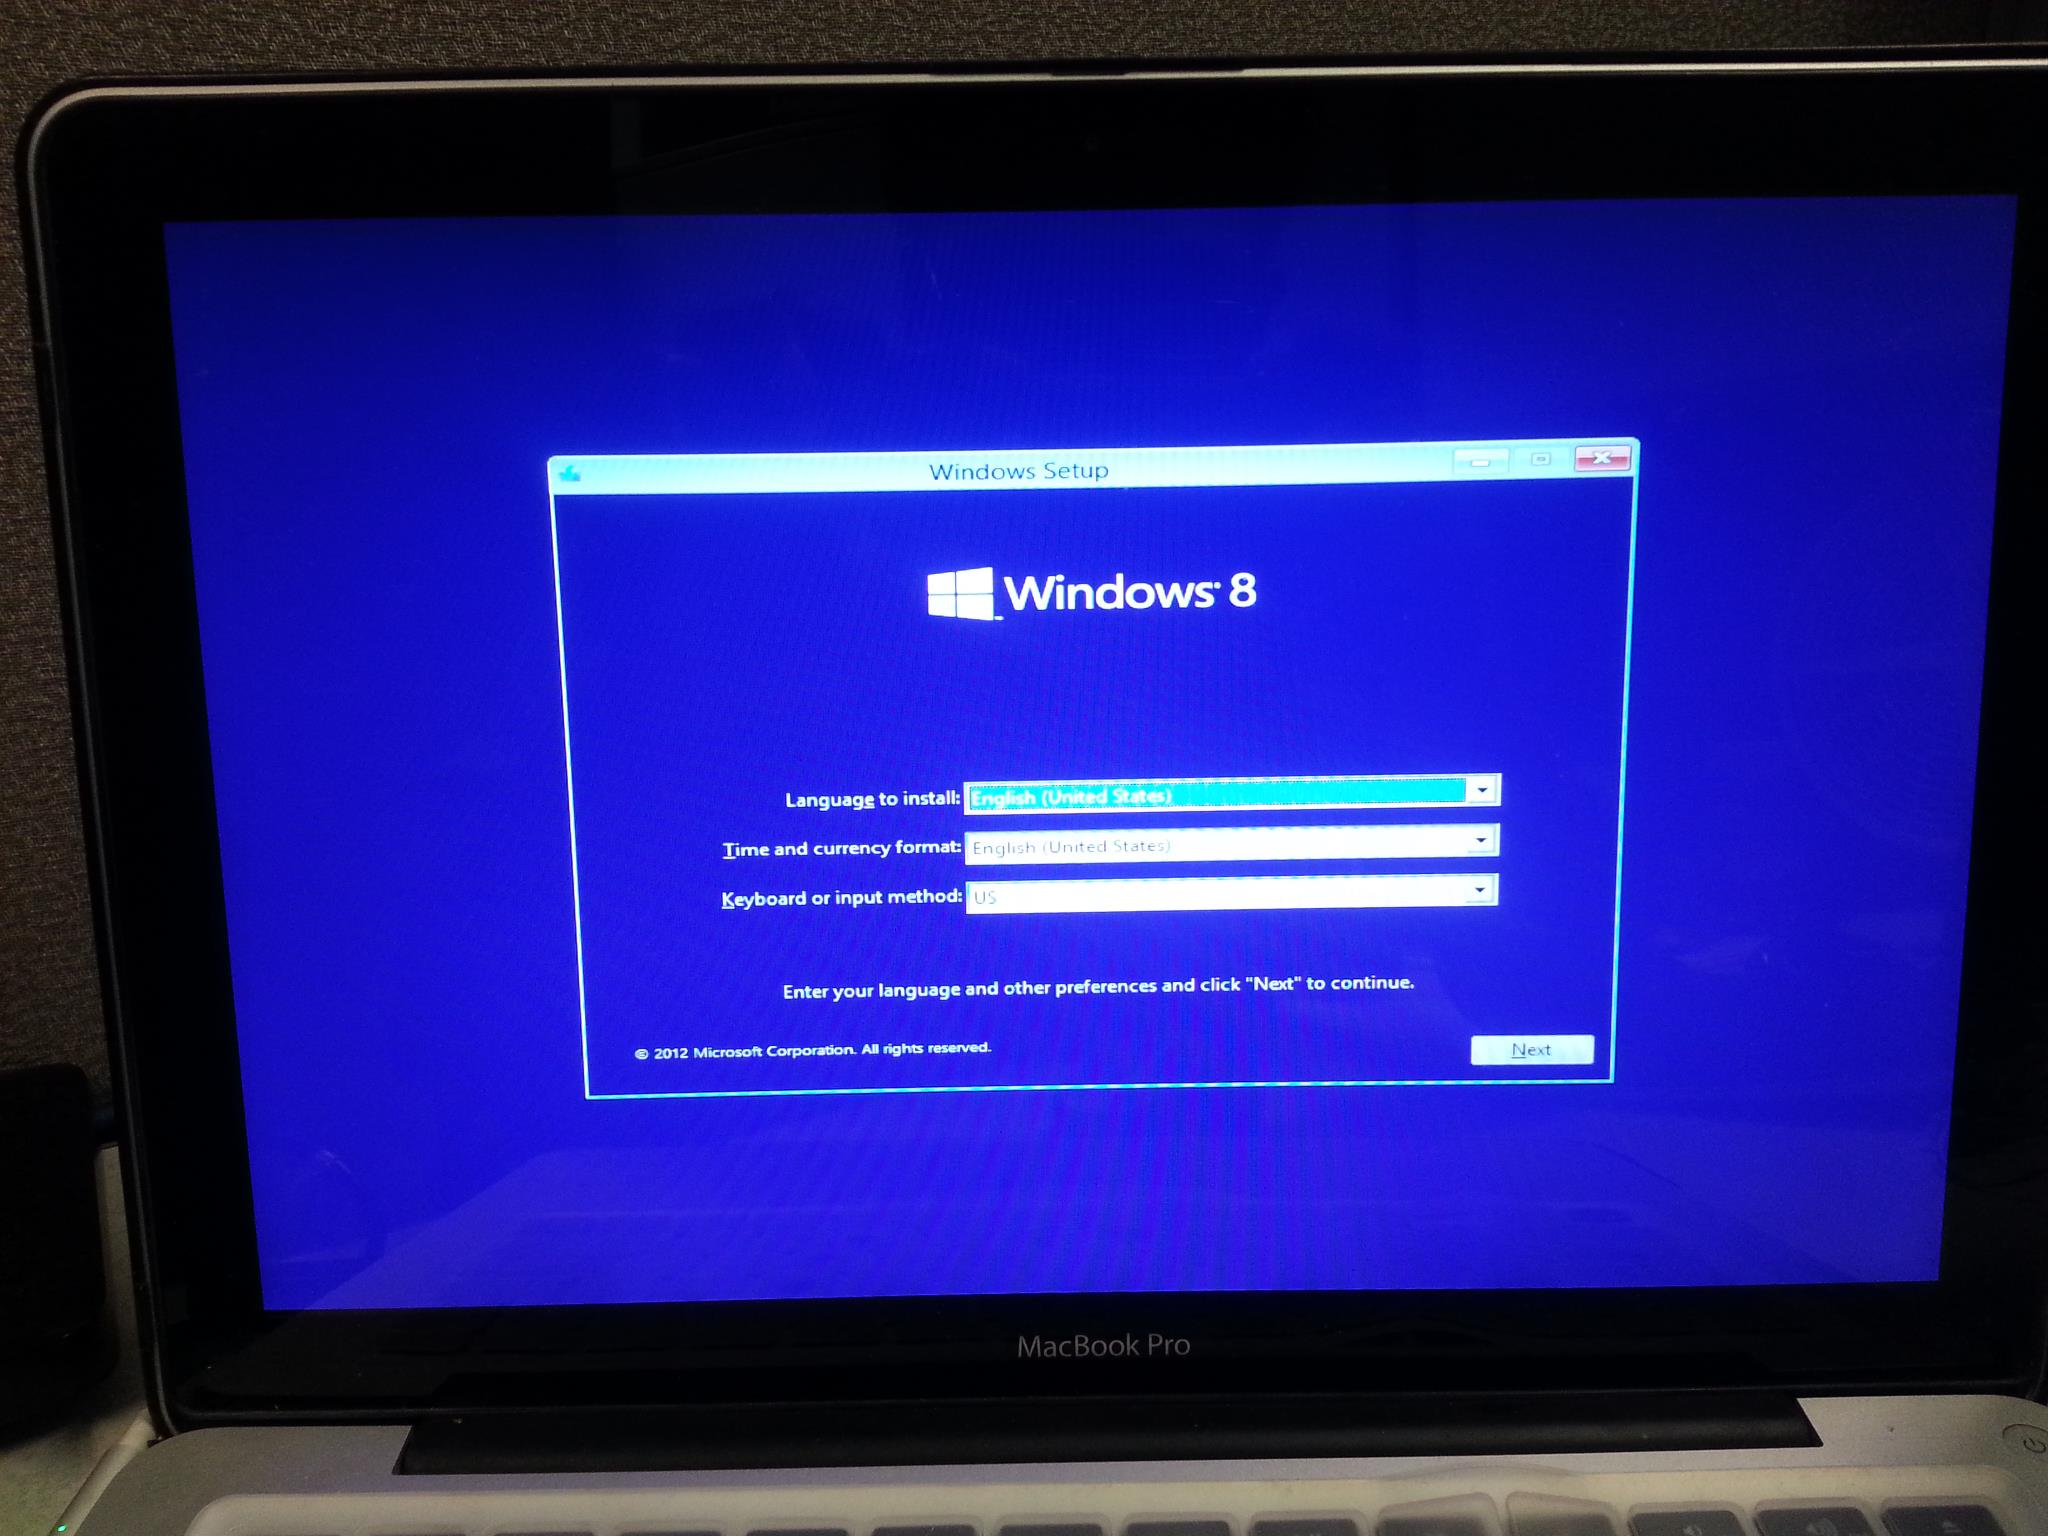 Windows Setup
Windows 8
Language to install: English (United States)
Time and currency format: English (United States)
Keyboard or input method: US
Enter your language and other preferences and click "Next" to continue.
© 2012 Microsoft Corporation. All rights reserved.
Next
MacBook Pro